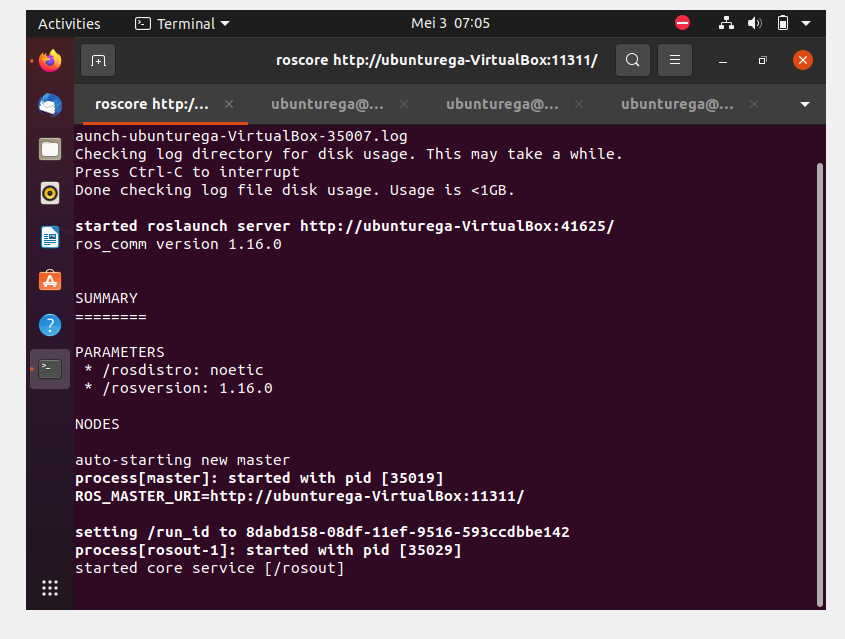 Activities Terminal Mei 3 07:05
roscore http://ubunturega-VirtualBox:11311/
roscore http:/... × ubunturega@... × ubunturega@... × ubunturega@... ×
aunch-ubunturega-VirtualBox-35007.log
Checking log directory for disk usage. This may take a while.
Press Ctrl-C to interrupt
Done checking log file disk usage. Usage is <1GB.
started roslaunch server http://ubunturega-VirtualBox:41625/
ros_comm version 1.16.0
SUMMARY
========
PARAMETERS
* /rosdistro: noetic
* /rosversion: 1.16.0
NODES
auto-starting new master
process[master]: started with pid [35019]
ROS_MASTER_URI=http://ubunturega-VirtualBox:11311/
setting /run_id to 8dabd158-08df-11ef-9516-593ccdbbe142
process[rosout-1]: started with pid [35029]
started core service [/rosout]